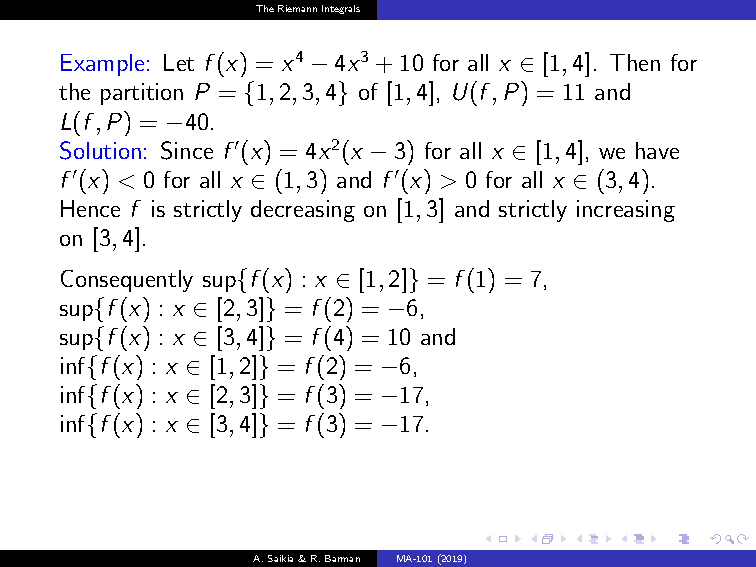 The Riemann Integrals
Example: Let f(x) = x⁴ − 4x³ + 10 for all x ∈ [1, 4]. Then for
the partition P = {1, 2, 3, 4} of [1, 4], U(f, P) = 11 and
L(f, P) = −40.
Solution: Since f′(x) = 4x²(x − 3) for all x ∈ [1, 4], we have
f′(x) < 0 for all x ∈ (1, 3) and f′(x) > 0 for all x ∈ (3, 4).
Hence f is strictly decreasing on [1, 3] and strictly increasing
on [3, 4].
Consequently sup{f(x) : x ∈ [1, 2]} = f(1) = 7,
sup{f(x) : x ∈ [2, 3]} = f(2) = −6,
sup{f(x) : x ∈ [3, 4]} = f(4) = 10 and
inf{f(x) : x ∈ [1, 2]} = f(2) = −6,
inf{f(x) : x ∈ [2, 3]} = f(3) = −17,
inf{f(x) : x ∈ [3, 4]} = f(3) = −17.
A. Saikia & R. Barman MA-101 (2019)